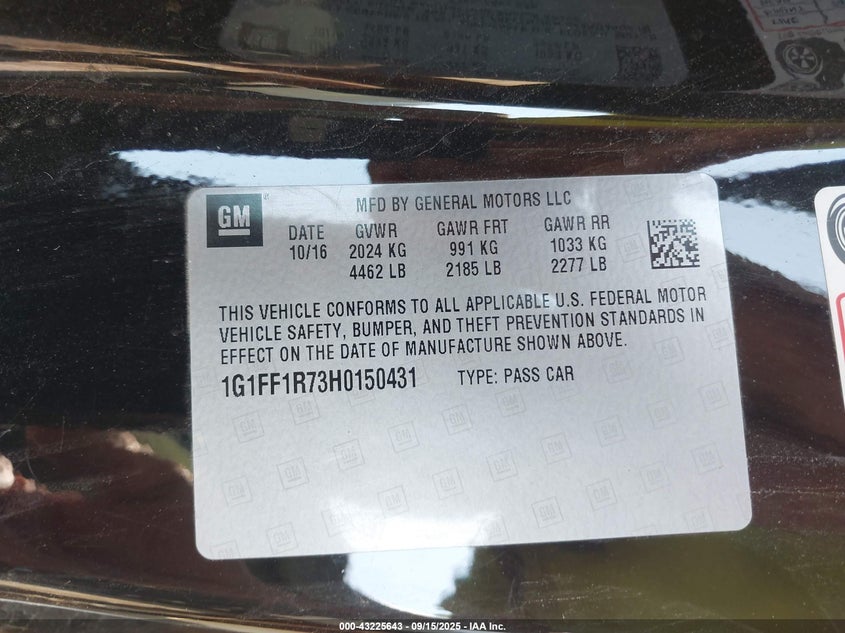 GM
MFD BY GENERAL MOTORS LLC
DATE GVWR GAWR FRT GAWR RR
10/16 2024 KG 991 KG 1033 KG
4462 LB 2185 LB 2277 LB
THIS VEHICLE CONFORMS TO ALL APPLICABLE U.S. FEDERAL MOTOR
VEHICLE SAFETY, BUMPER, AND THEFT PREVENTION STANDARDS IN
EFFECT ON THE DATE OF MANUFACTURE SHOWN ABOVE.
1G1FF1R73H0150431 TYPE: PASS CAR
000-43225643 - 09/15/2025 - IAA Inc.